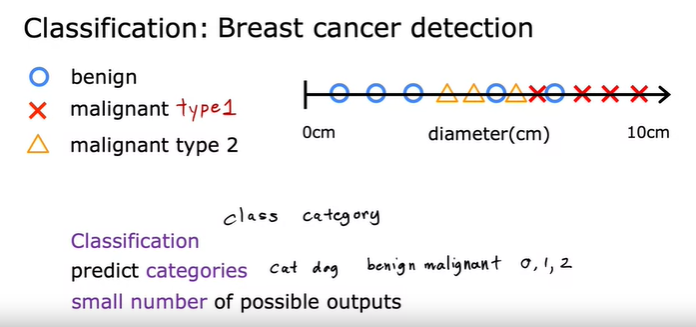 Classification: Breast cancer detection
benign
malignant type1
malignant type 2
0cm diameter(cm) 10cm
class category
Classification
predict categories cat dog benign malignant 0, 1, 2
small number of possible outputs